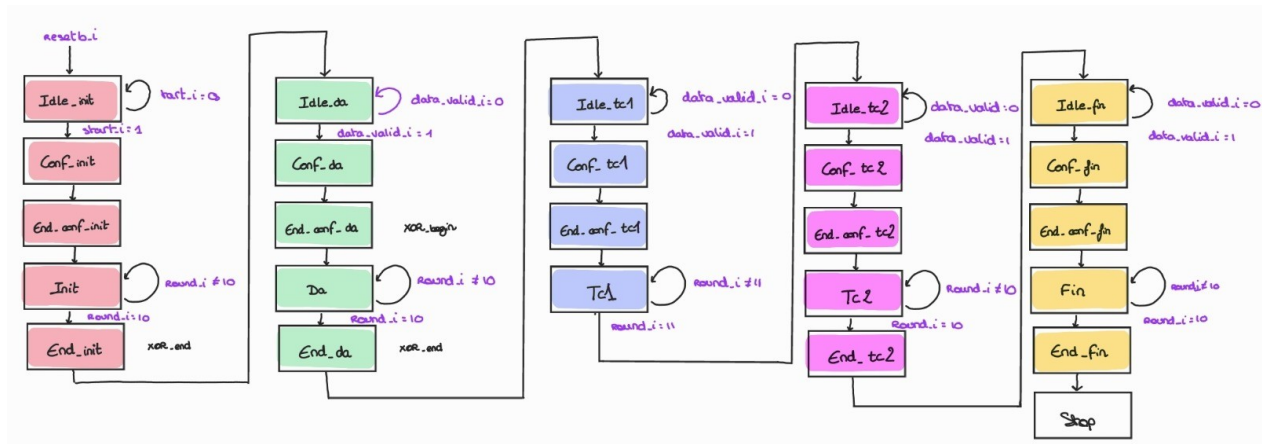 resetb_i
Idle_init
tart_i = 0
start_i = 1
Conf_init
End_conf_init
Init
Round_i ≠ 10
Round_i = 10
End_init
XOR_end
Idle_da
data_valid_i = 0
data_valid_i = 1
Conf_da
End_conf_da
XOR_begin
Da
Round_i ≠ 10
Round_i = 10
End_da
XOR_end
Idle_tc1
data_valid_i = 0
data_valid_i = 1
Conf_tc1
End_conf_tc1
Tc1
Round_i ≠ 11
Round_i = 11
Idle_tc2
data_valid = 0
data_valid = 1
Conf_tc2
End_conf_tc2
Tc2
Round_i ≠ 10
Round_i = 10
End_tc2
Idle_fin
data_valid_i = 0
data_valid_i = 1
Conf_fin
End_conf_fin
Fin
Round_i ≠ 10
Round_i = 10
End_fin
Stop